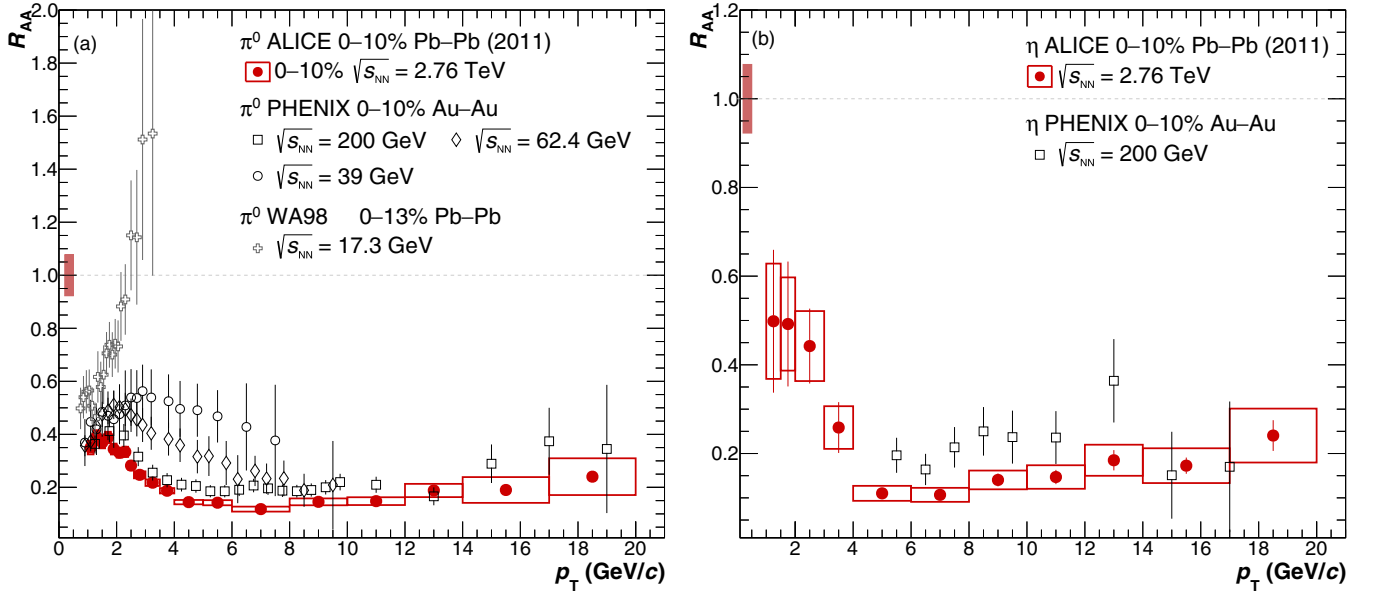 R_AA
(a)
π⁰ ALICE 0–10% Pb–Pb (2011)
0–10% √s_NN = 2.76 TeV
π⁰ PHENIX 0–10% Au–Au
√s_NN = 200 GeV
√s_NN = 62.4 GeV
√s_NN = 39 GeV
π⁰ WA98 0–13% Pb–Pb
√s_NN = 17.3 GeV
2.0
1.8
1.6
1.4
1.2
1.0
0.8
0.6
0.4
0.2
0 2 4 6 8 10 12 14 16 18 20
p_T (GeV/c)
R_AA
(b)
η ALICE 0–10% Pb–Pb (2011)
√s_NN = 2.76 TeV
η PHENIX 0–10% Au–Au
√s_NN = 200 GeV
1.2
1.0
0.8
0.6
0.4
0.2
2 4 6 8 10 12 14 16 18 20
p_T (GeV/c)